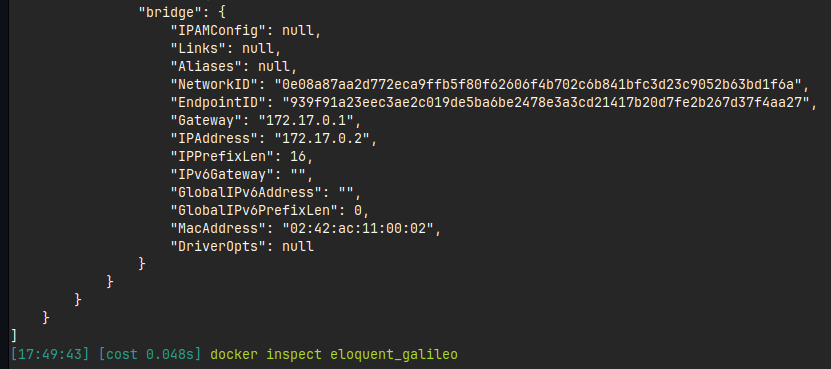 "bridge": {
"IPAMConfig": null,
"Links": null,
"Aliases": null,
"NetworkID": "0e08a87aa2d772eca9ffb5f80f62606f4b702c6b841bfc3d23c9052b63bd1f6a",
"EndpointID": "939f91a23eec3ae2c019de5ba6be2478e3a3cd21417b20d7fe2b267d37f4aa27",
"Gateway": "172.17.0.1",
"IPAddress": "172.17.0.2",
"IPPrefixLen": 16,
"IPv6Gateway": "",
"GlobalIPv6Address": "",
"GlobalIPv6PrefixLen": 0,
"MacAddress": "02:42:ac:11:00:02",
"DriverOpts": null
}
}
}
}
]
[17:49:43] [cost 0.048s] docker inspect eloquent_galileo